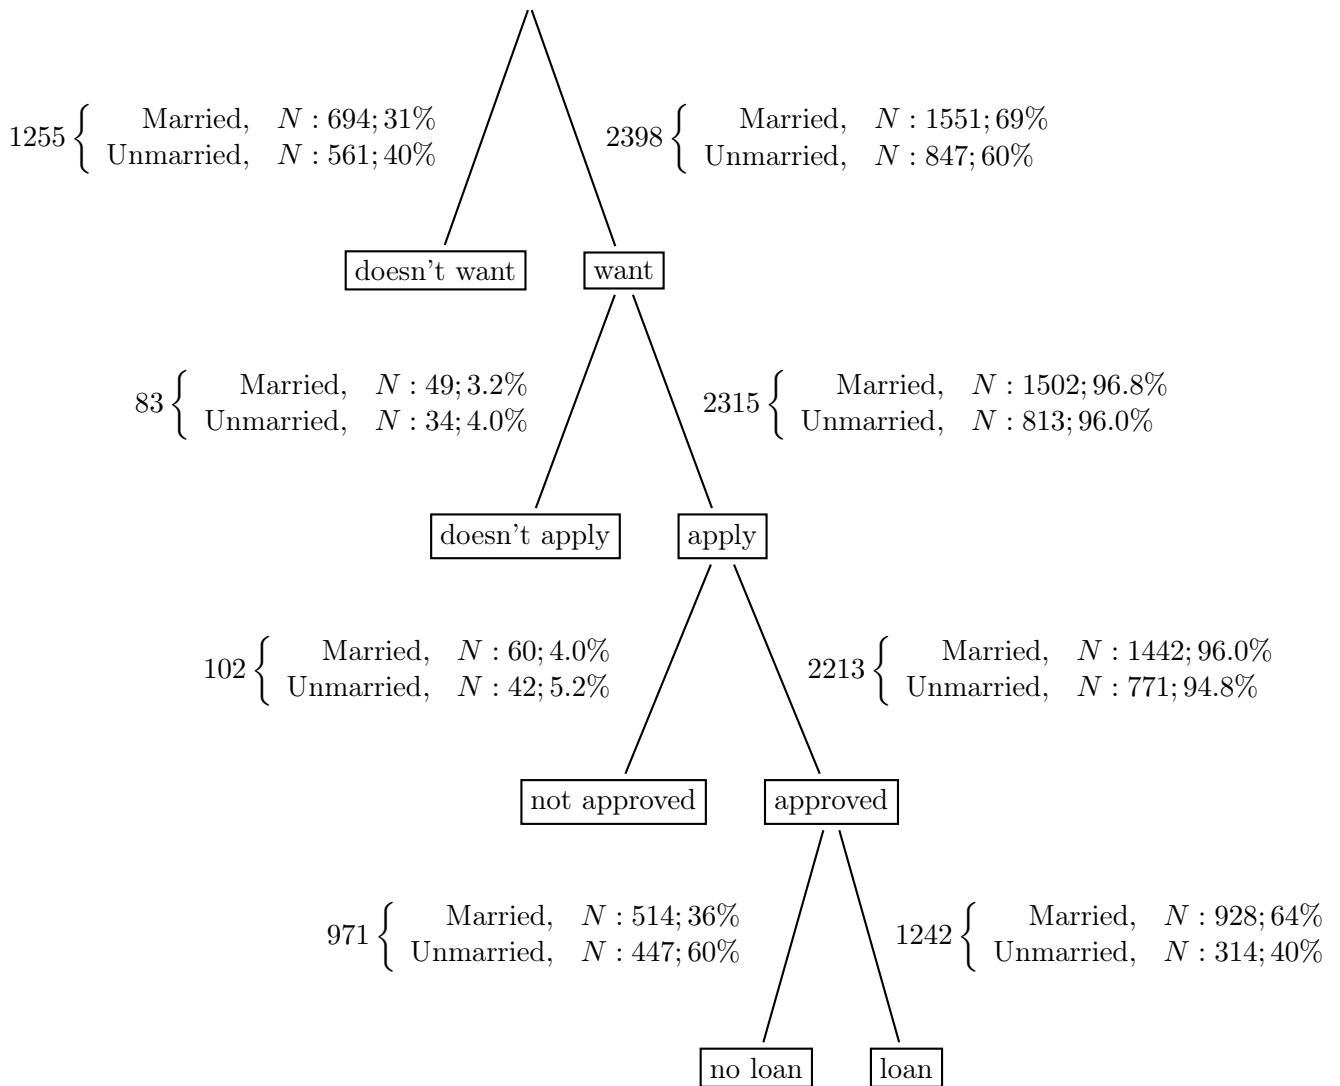 1255 { Married, N : 694; 31%
Unmarried, N : 561; 40%
2398 { Married, N : 1551; 69%
Unmarried, N : 847; 60%
doesn't want
want
83 { Married, N : 49; 3.2%
Unmarried, N : 34; 4.0%
2315 { Married, N : 1502; 96.8%
Unmarried, N : 813; 96.0%
doesn't apply
apply
102 { Married, N : 60; 4.0%
Unmarried, N : 42; 5.2%
2213 { Married, N : 1442; 96.0%
Unmarried, N : 771; 94.8%
not approved
approved
971 { Married, N : 514; 36%
Unmarried, N : 447; 60%
1242 { Married, N : 928; 64%
Unmarried, N : 314; 40%
no loan
loan